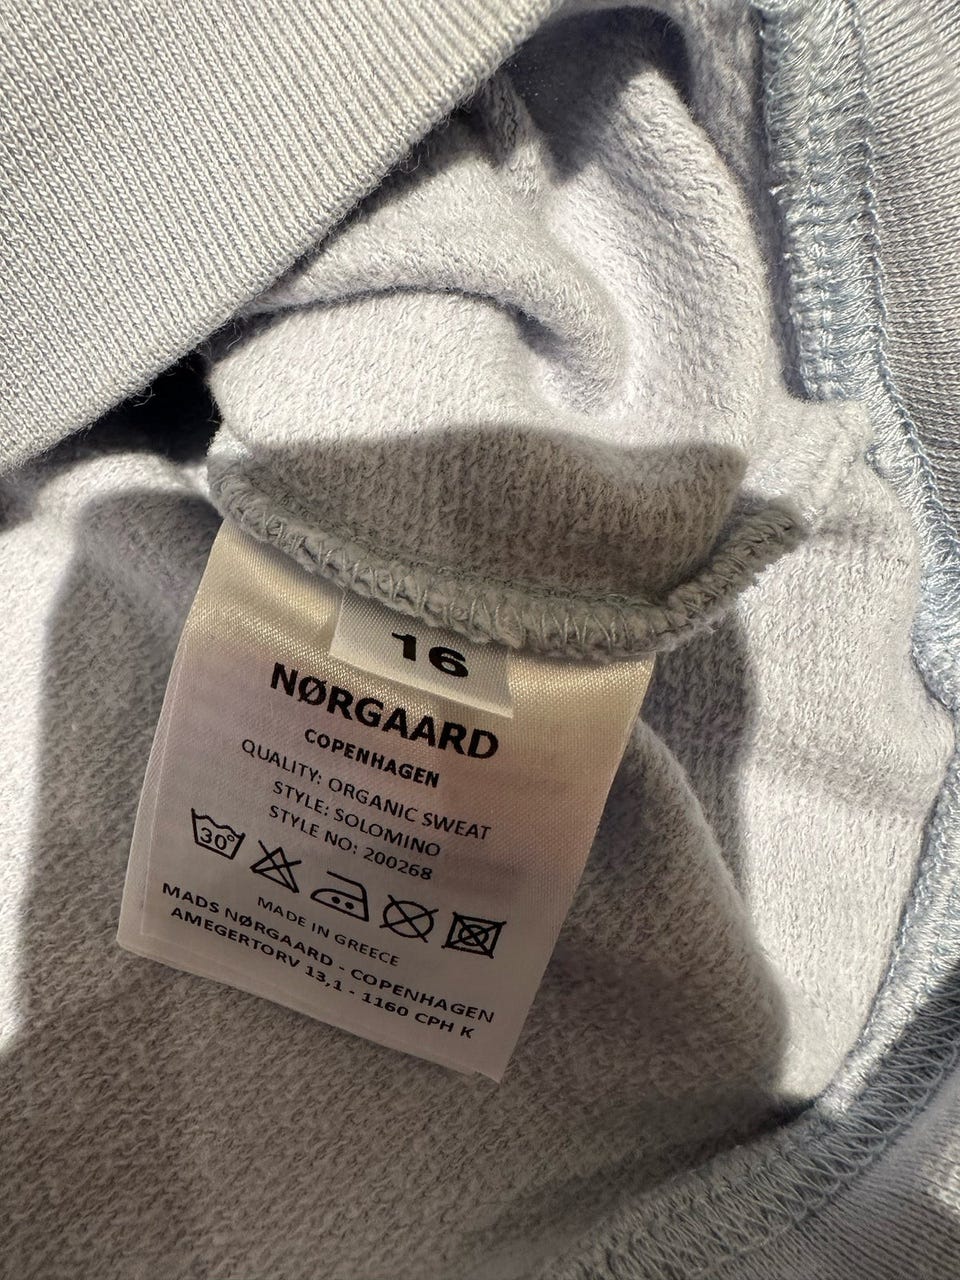 16
NØRGAARD
COPENHAGEN
QUALITY: ORGANIC SWEAT
STYLE: SOLOMINO
STYLE NO: 200268
30°
MADE IN GREECE
MADS NØRGAARD - COPENHAGEN
AMEGERTORV 13,1 - 1160 CPH K